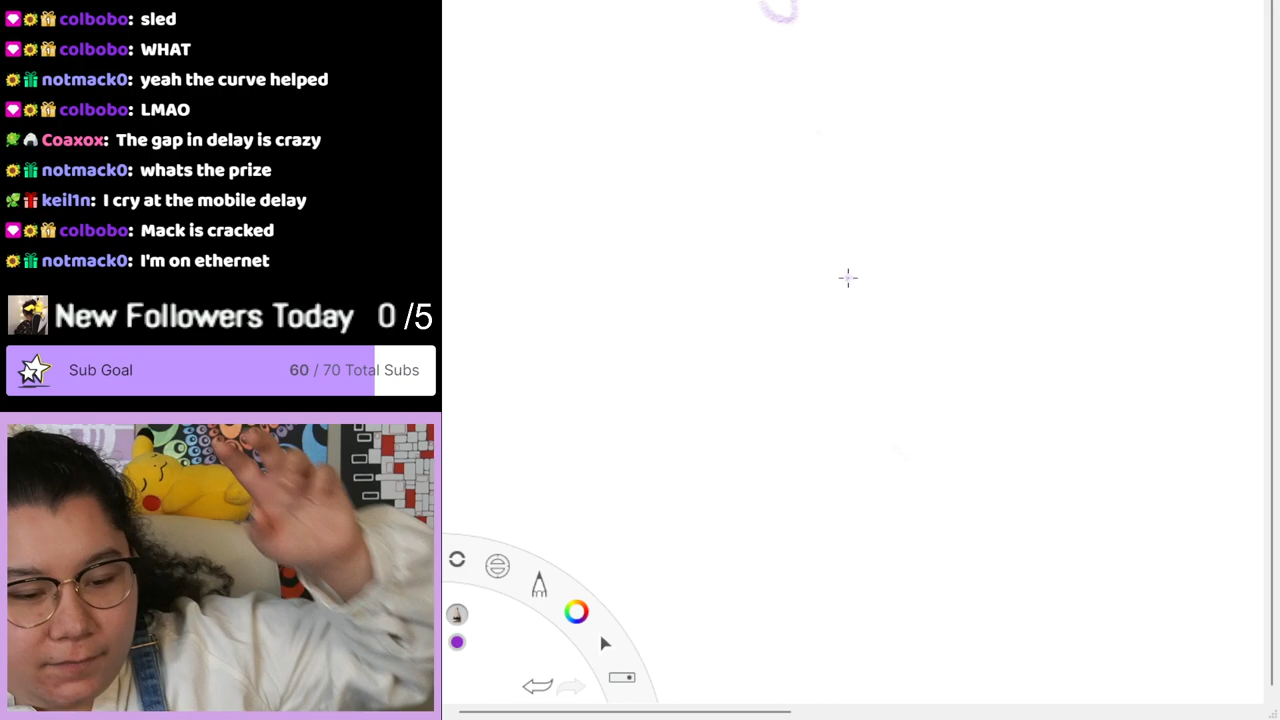 colbobo: sled
colbobo: WHAT
notmack0: yeah the curve helped
colbobo: LMAO
Coaxox: The gap in delay is crazy
notmack0: whats the prize
keil1n: I cry at the mobile delay
colbobo: Mack is cracked
notmack0: I'm on ethernet
New Followers Today 0 /5
Sub Goal 60 / 70 Total Subs